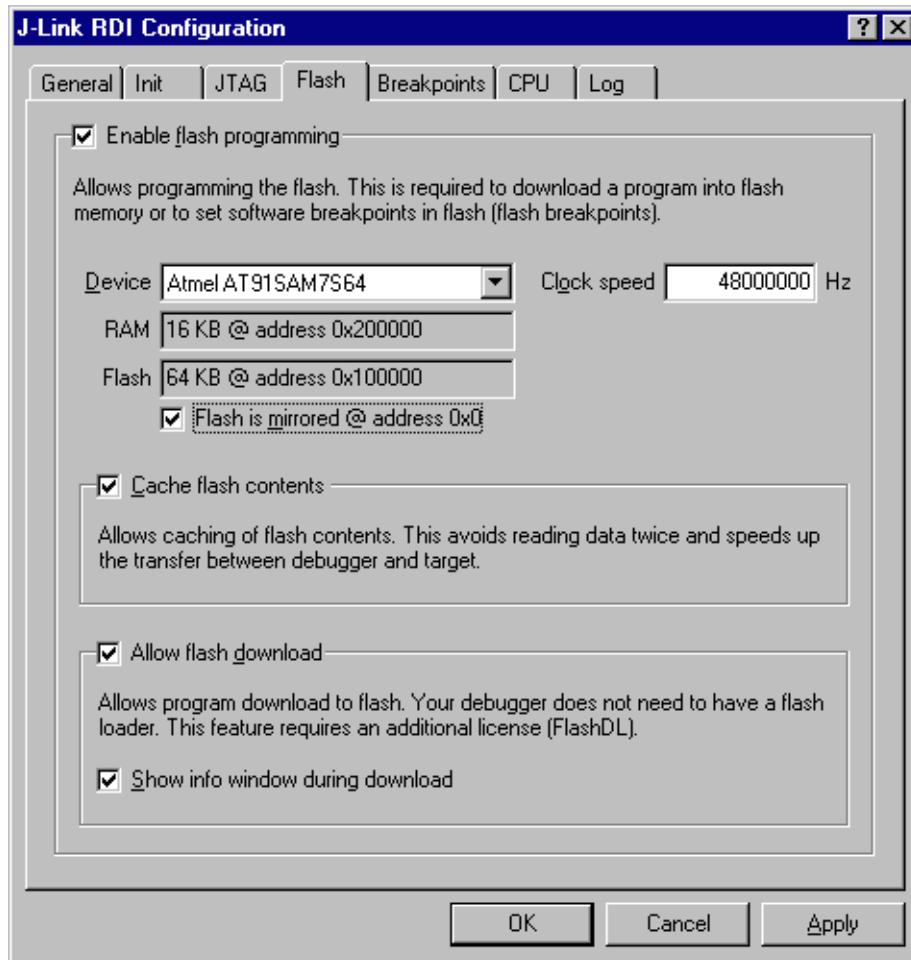 J-Link RDI Configuration
General Init JTAG Flash Breakpoints CPU Log
Enable flash programming
Allows programming the flash. This is required to download a program into flash
memory or to set software breakpoints in flash (flash breakpoints).
Device Atmel AT91SAM7S64 Clock speed 48000000 Hz
RAM 16 KB @ address 0x200000
Flash 64 KB @ address 0x100000
Flash is mirrored @ address 0x0
Cache flash contents
Allows caching of flash contents. This avoids reading data twice and speeds up
the transfer between debugger and target.
Allow flash download
Allows program download to flash. Your debugger does not need to have a flash
loader. This feature requires an additional license (FlashDL).
Show info window during download
OK Cancel Apply